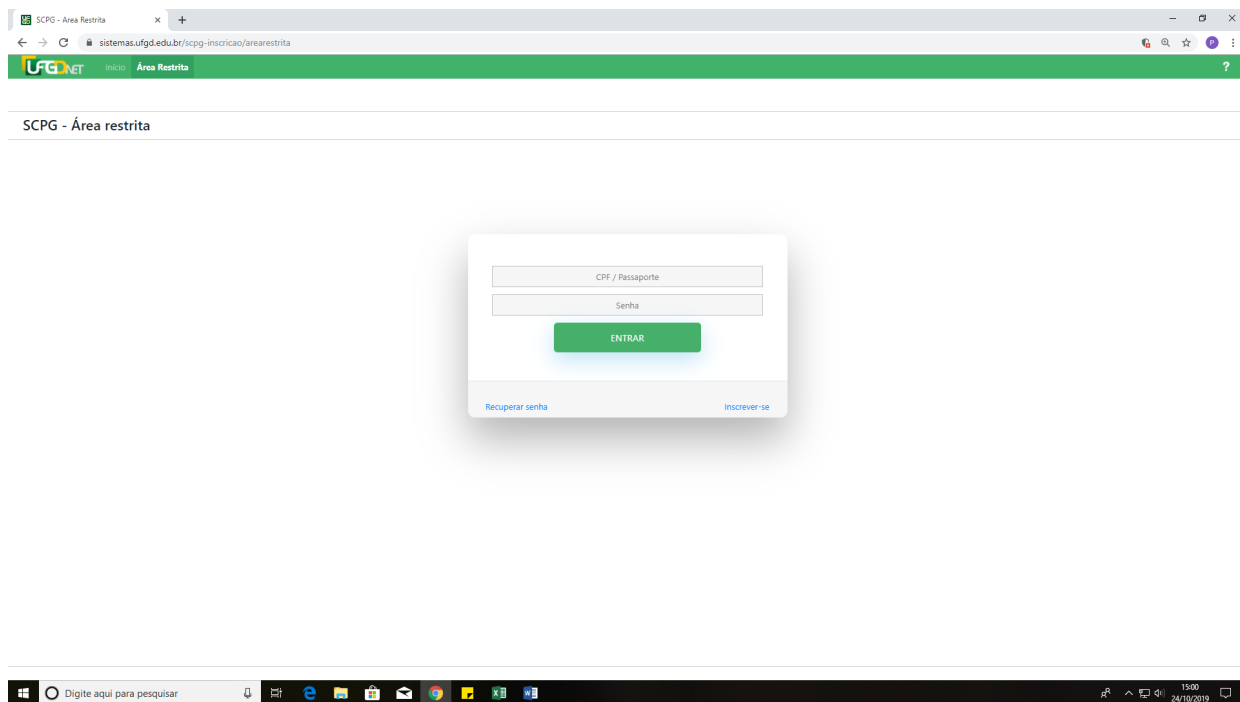 SCPG - Area Restrita
sistemas.ufgd.edu.br/scpg-inscricao/arearestrita
UFGDNET Início Área Restrita ?
SCPG - Área restrita
CPF / Passaporte
Senha
ENTRAR
Recuperar senha Inscrever-se
Digite aqui para pesquisar
15:00
24/10/2019